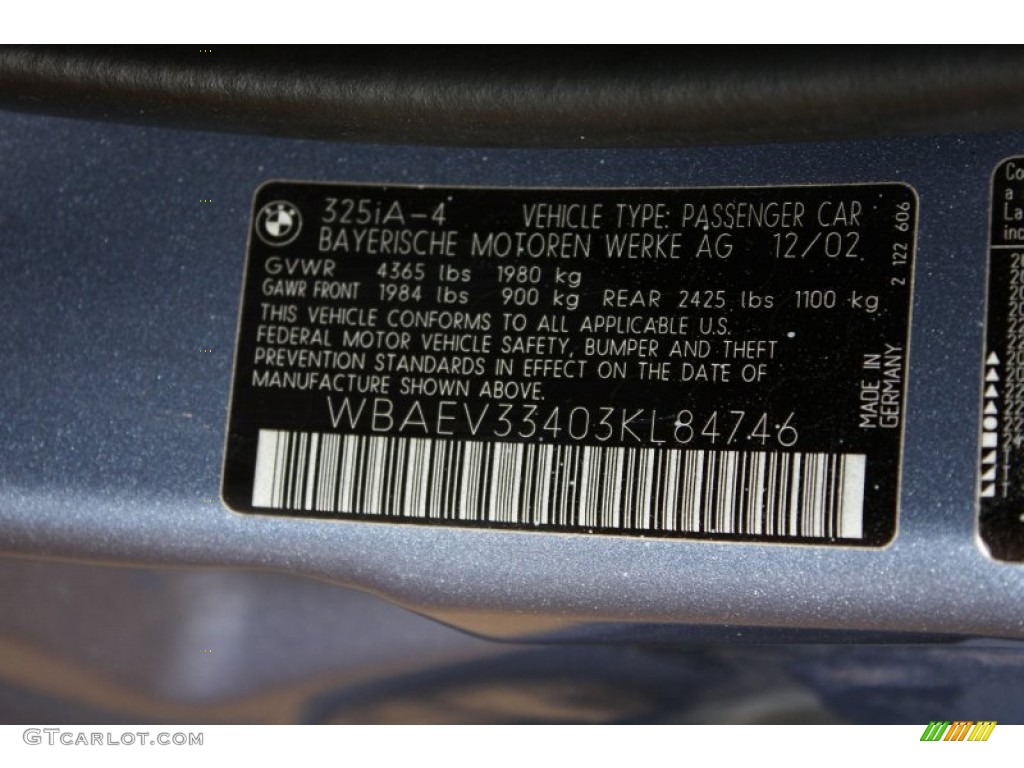 325iA-4 VEHICLE TYPE: PASSENGER CAR
BAYERISCHE MOTOREN WERKE AG 12/02
GVWR 4365 lbs 1980 kg
GAWR FRONT 1984 lbs 900 kg REAR 2425 lbs 1100 kg
THIS VEHICLE CONFORMS TO ALL APPLICABLE U.S.
FEDERAL MOTOR VEHICLE SAFETY, BUMPER AND THEFT
PREVENTION STANDARDS IN EFFECT ON THE DATE OF
MANUFACTURE SHOWN ABOVE.
WBAEV33403KL84746
2 122 606
MADE IN
GERMANY
Co
a
La
inc
GTCARLOT.COM